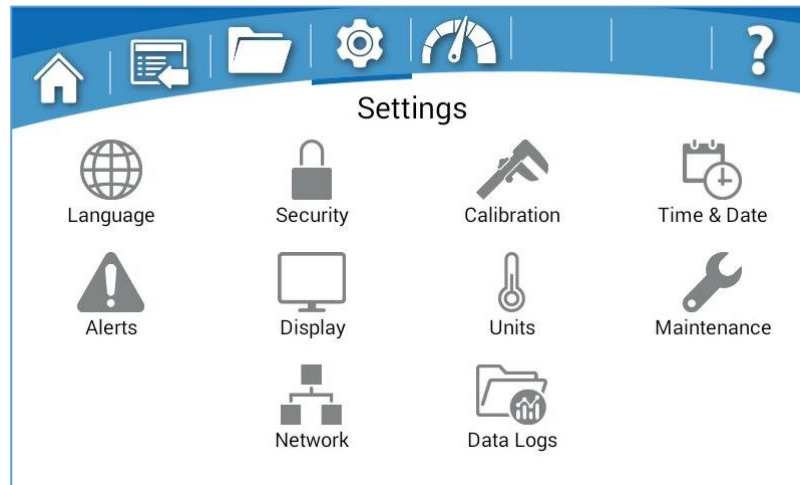 Settings
Language
Security
Calibration
Time & Date
Alerts
Display
Units
Maintenance
Network
Data Logs